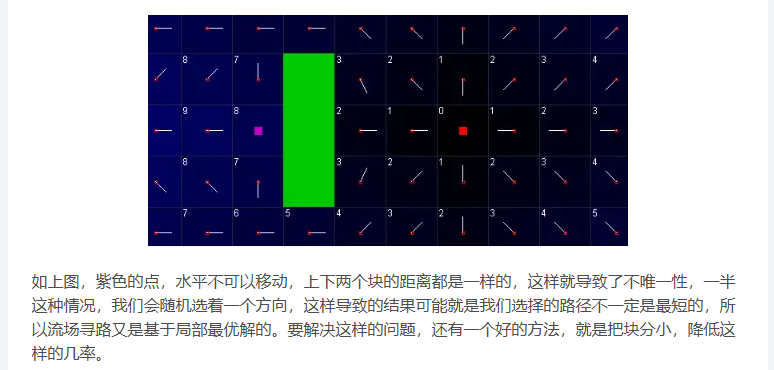 8 7 3 2 1 2 3 4
9 8 2 1 0 1 2 3
8 7 3 2 1 2 3 4
7 6 5 4 3 2 3 4 5
如上图，紫色的点，水平不可以移动，上下两个块的距离都是一样的，这样就导致了不唯一性，一半
这种情况，我们会随机选着一个方向，这样导致的结果可能就是我们选择的路径不一定是最短的，所
以流场寻路又是基于局部最优解的。要解决这样的问题，还有一个好的方法，就是把块分小，降低这
样的几率。